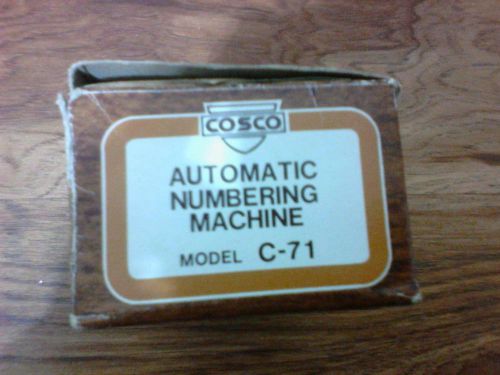 COSCO
AUTOMATIC
NUMBERING
MACHINE
MODEL C-71